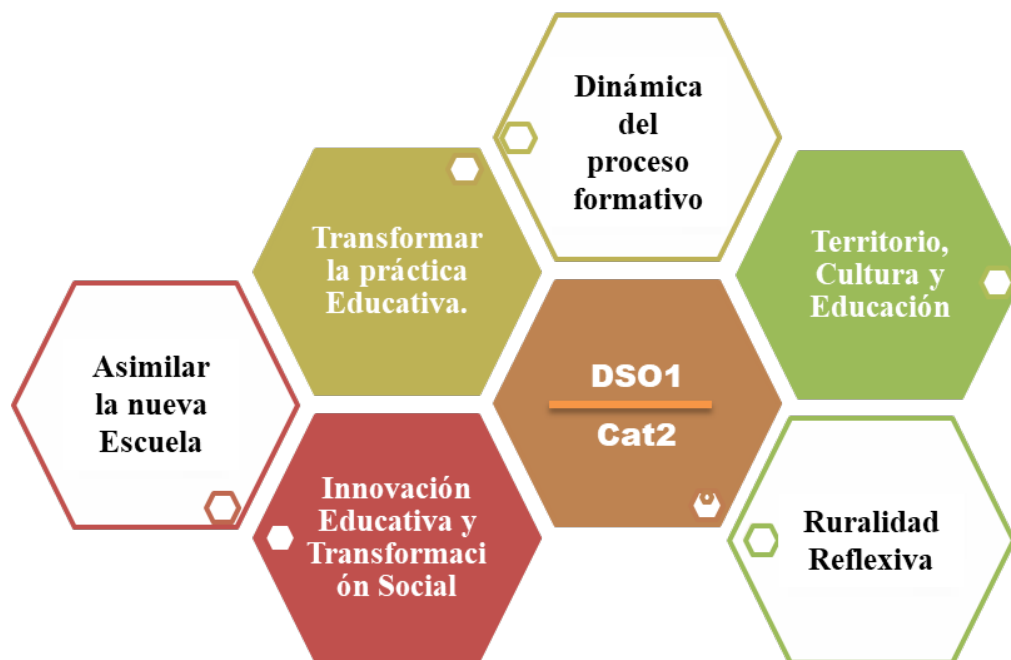 Dinámica
del
proceso
formativo
Transformar
la práctica
Educativa.
Territorio,
Cultura y
Educación
Asimilar
la nueva
Escuela
DSO1
Cat2
Innovación
Educativa y
Transformaci
ón Social
Ruralidad
Reflexiva